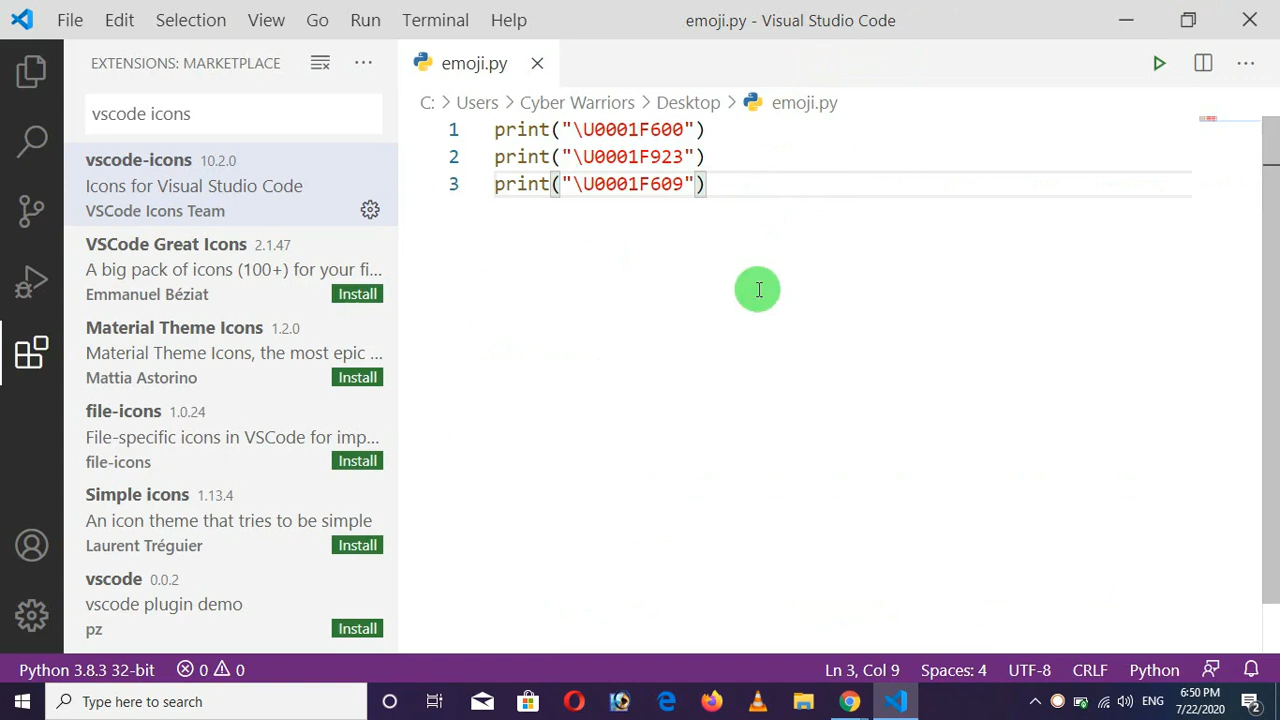 File Edit Selection View Go Run Terminal Help emoji.py - Visual Studio Code
EXTENSIONS: MARKETPLACE
vscode icons
vscode-icons 10.2.0
Icons for Visual Studio Code
VSCode Icons Team
VSCode Great Icons 2.1.47
A big pack of icons (100+) for your fi...
Emmanuel Béziat Install
Material Theme Icons 1.2.0
Material Theme Icons, the most epic ...
Mattia Astorino Install
file-icons 1.0.24
File-specific icons in VSCode for imp...
file-icons Install
Simple icons 1.13.4
An icon theme that tries to be simple
Laurent Tréguier Install
vscode 0.0.2
vscode plugin demo
pz Install
emoji.py
C: > Users > Cyber Warriors > Desktop > emoji.py
1 print("\U0001F600")
2 print("\U0001F923")
3 print("\U0001F609")
Python 3.8.3 32-bit 0 0 Ln 3, Col 9 Spaces: 4 UTF-8 CRLF Python
Type here to search
ENG
6:50 PM
7/22/2020
2